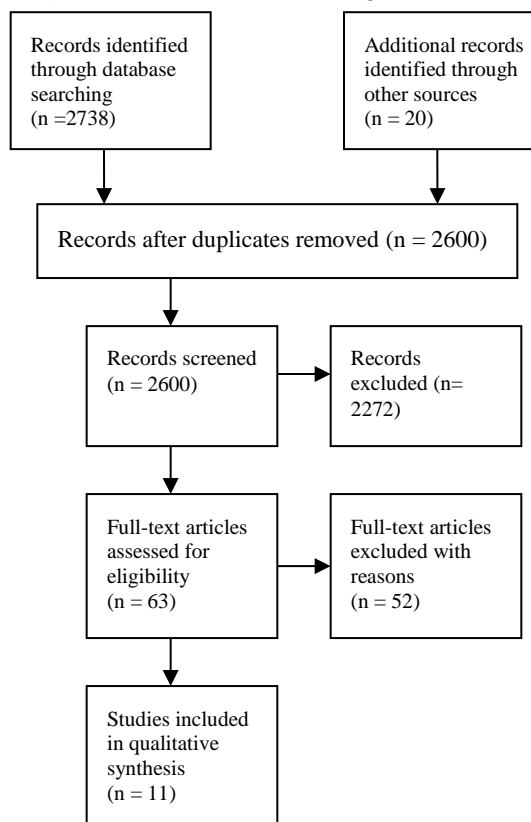 Records identified
through database
searching
(n =2738)
Additional records
identified through
other sources
(n = 20)
Records after duplicates removed (n = 2600)
Records screened
(n = 2600)
Records
excluded (n=
2272)
Full-text articles
assessed for
eligibility
(n = 63)
Full-text articles
excluded with
reasons
(n = 52)
Studies included
in qualitative
synthesis
(n = 11)